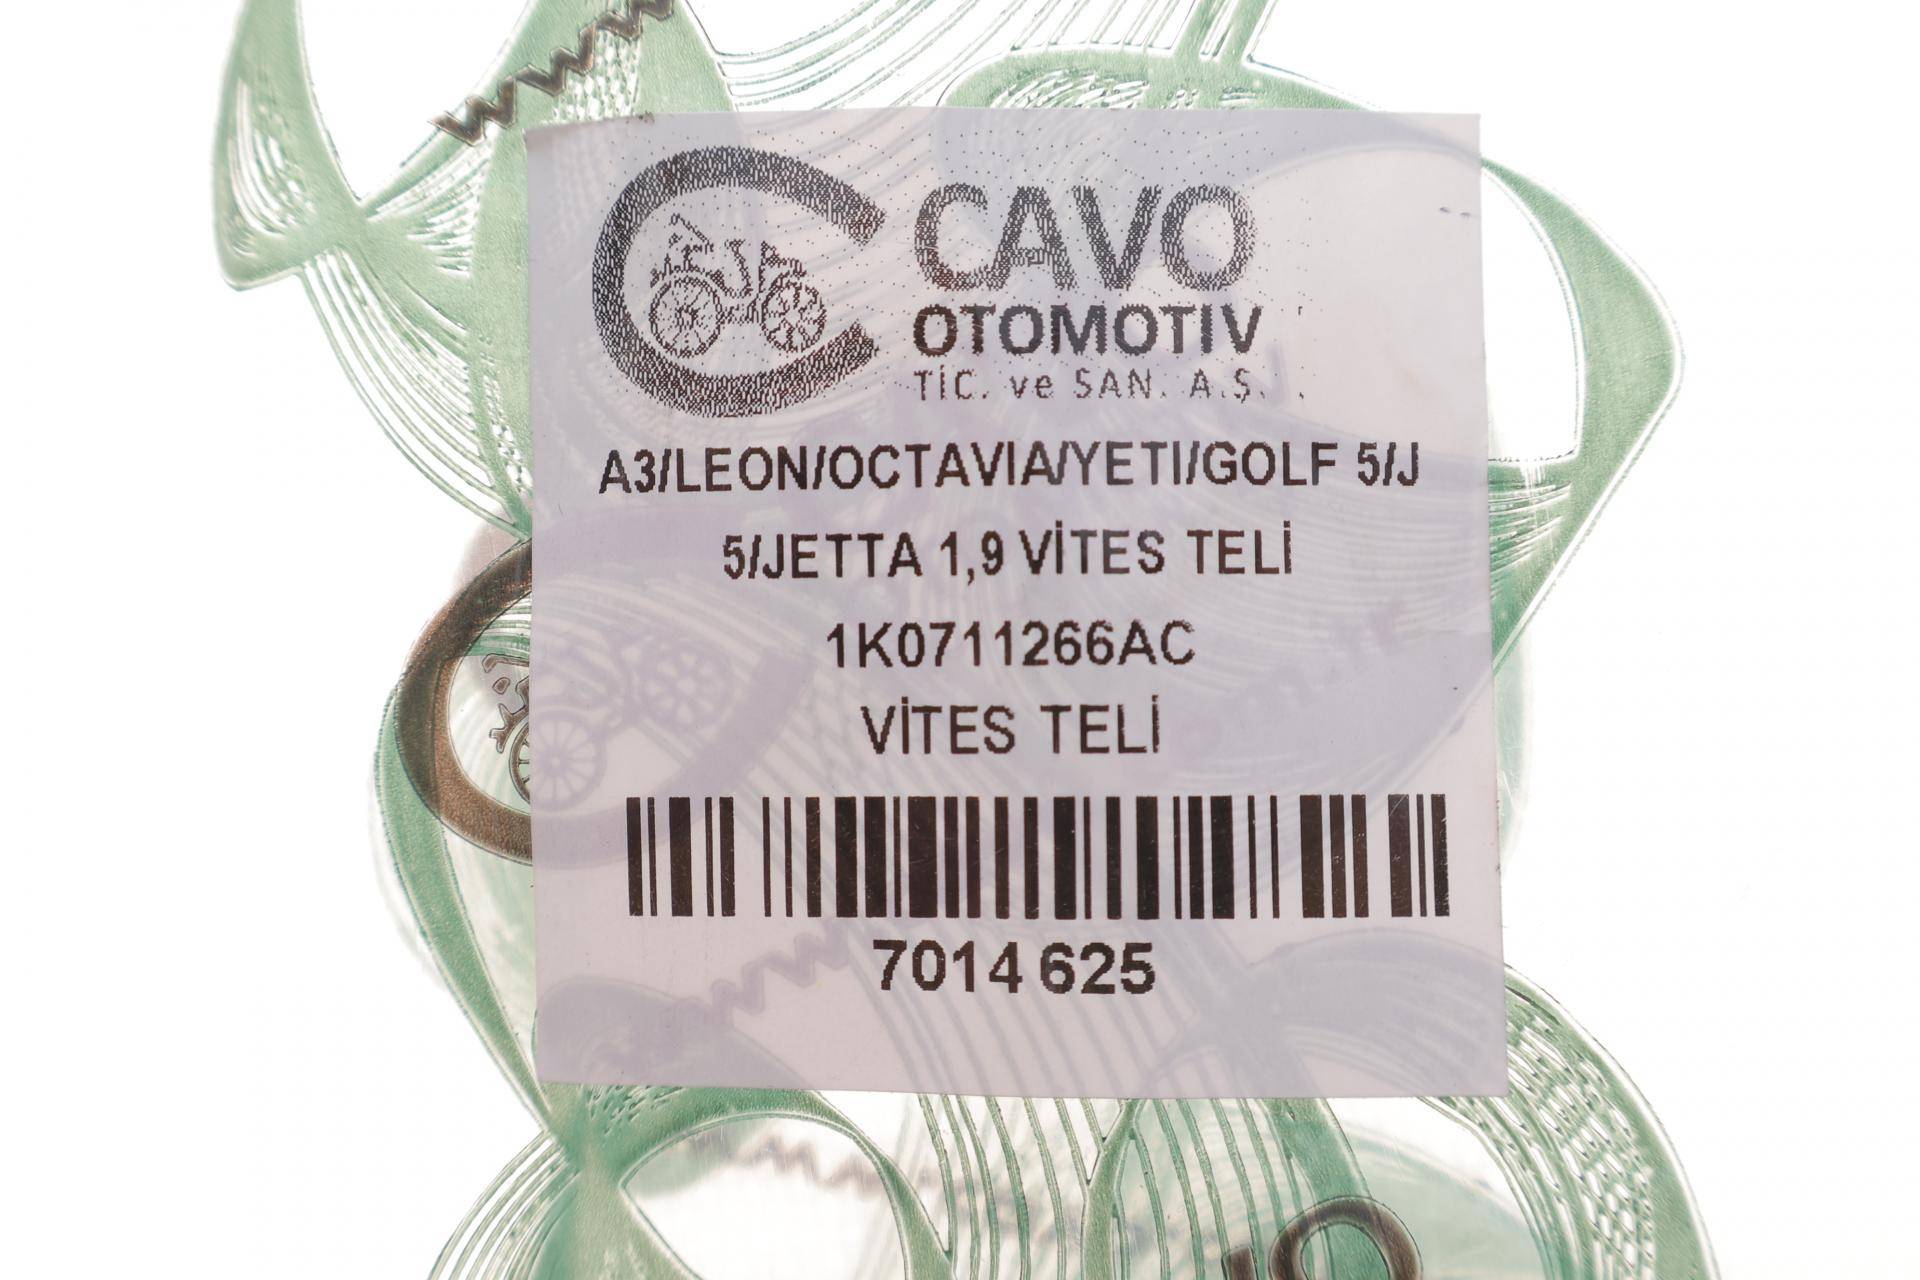 www
CAVO
OTOMOTIV
TİC. ve SAN. A.Ş.
A3/LEON/OCTAVIA/YETI/GOLF 5/J
5/JETTA 1,9 VİTES TELİ
1K0711266AC
VİTES TELİ
7014 625